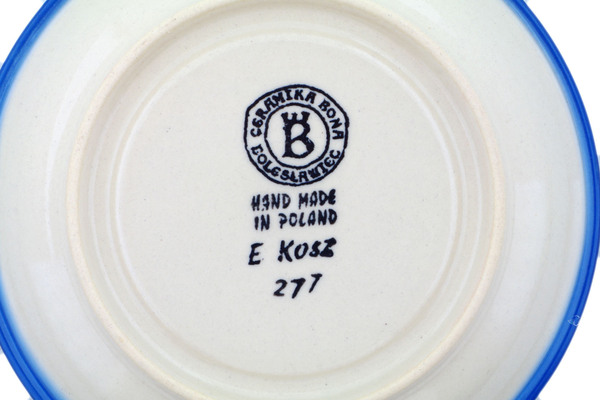 CERAMIKA BONA
B
BOLESŁAWIEC
HAND MADE
IN POLAND
E KOSZ
277